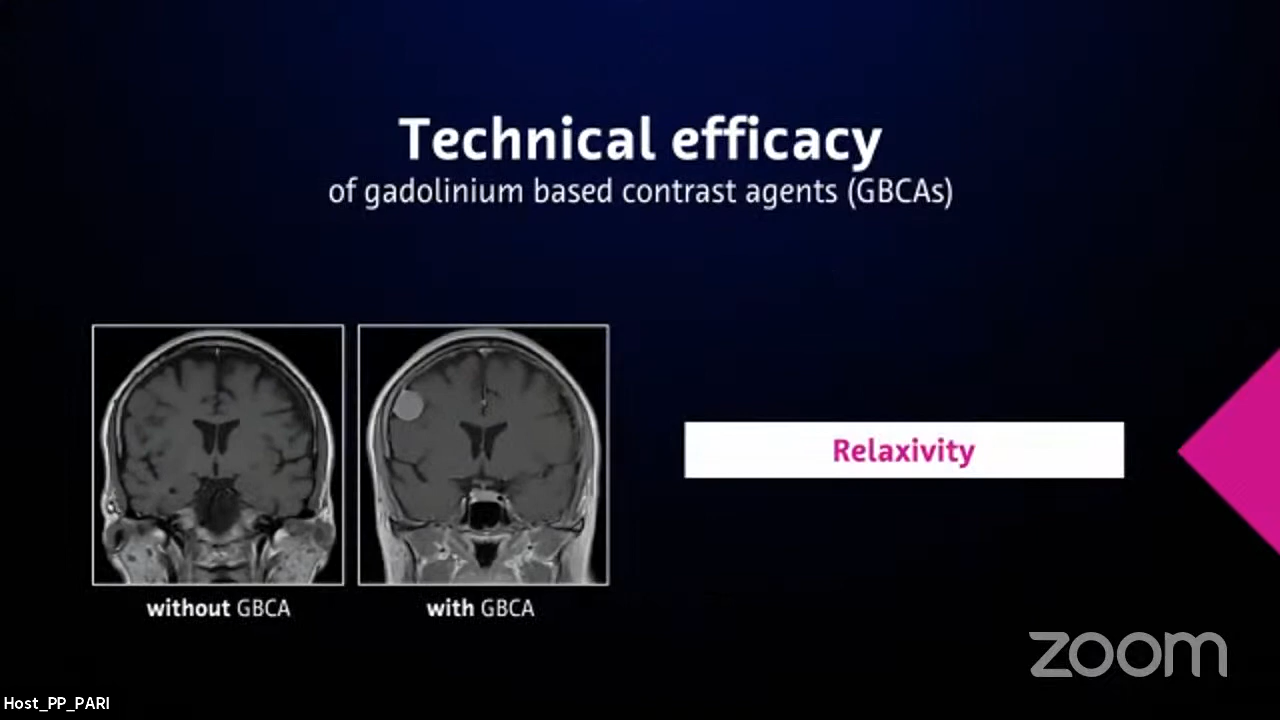 Technical efficacy
of gadolinium based contrast agents (GBCAs)
Relaxivity
without GBCA
with GBCA
zoom
Host_PP_PARI